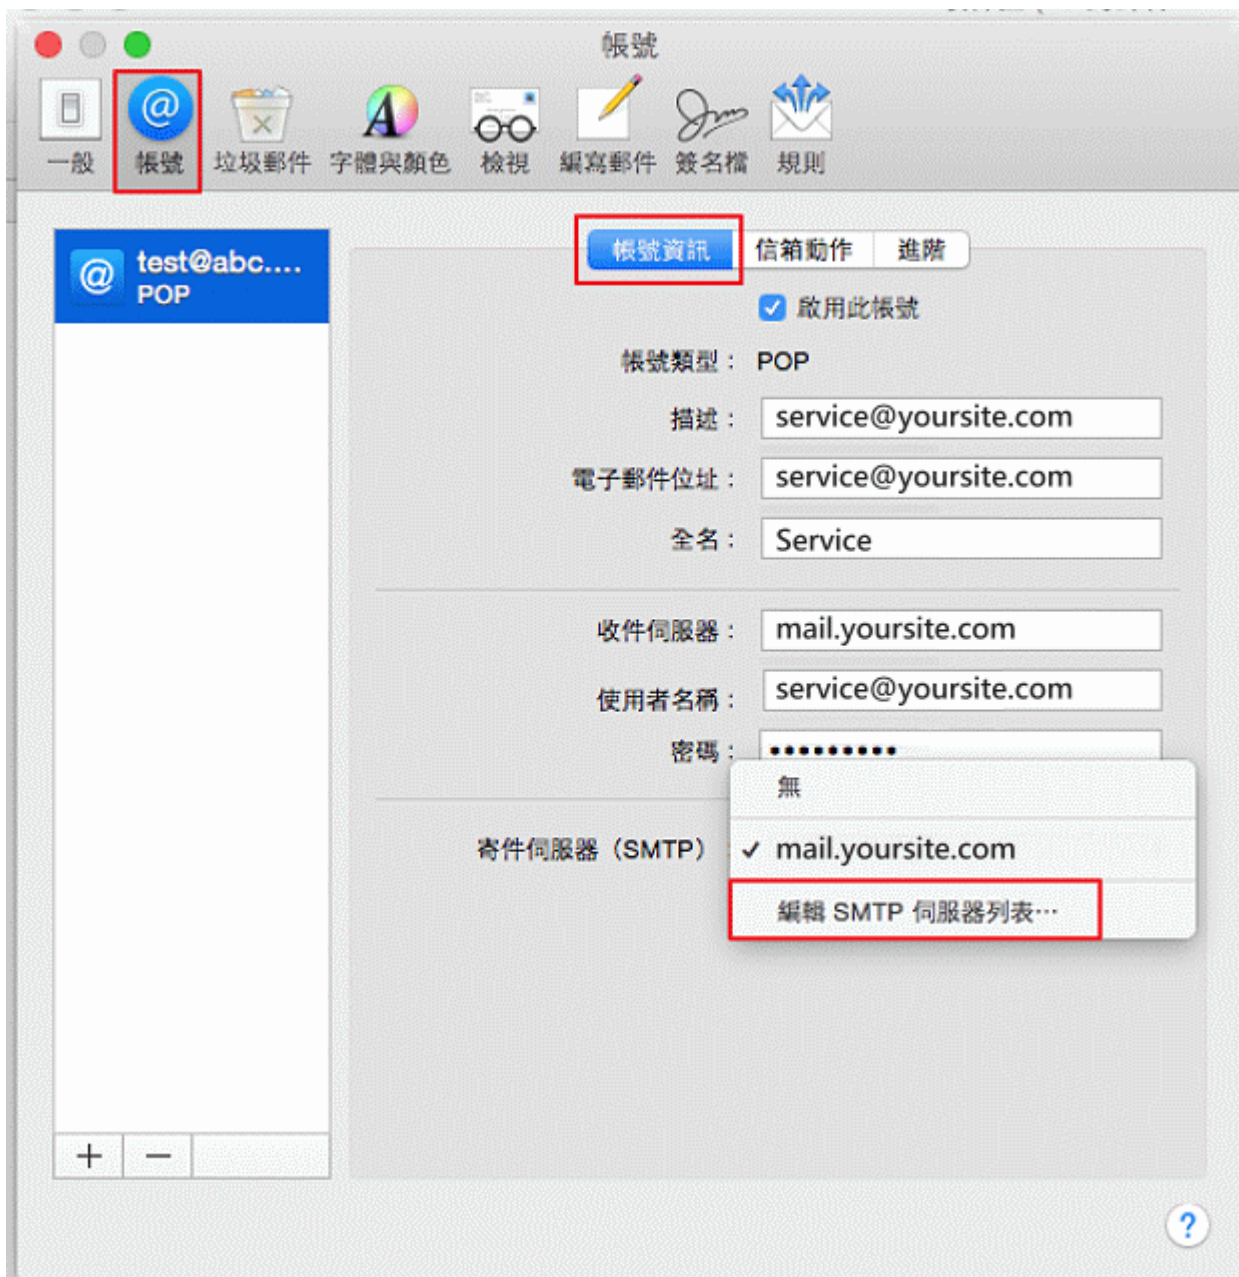 帳號
一般 帳號 垃圾郵件 字體與顏色 檢視 編寫郵件 簽名檔 規則
test@abc....
POP
帳號資訊 信箱動作 進階
啟用此帳號
帳號類型： POP
描述： service@yoursite.com
電子郵件位址： service@yoursite.com
全名： Service
收件伺服器： mail.yoursite.com
使用者名稱： service@yoursite.com
密碼： •••••••••
無
寄件伺服器（SMTP） ✓ mail.yoursite.com
編輯 SMTP 伺服器列表⋯
?